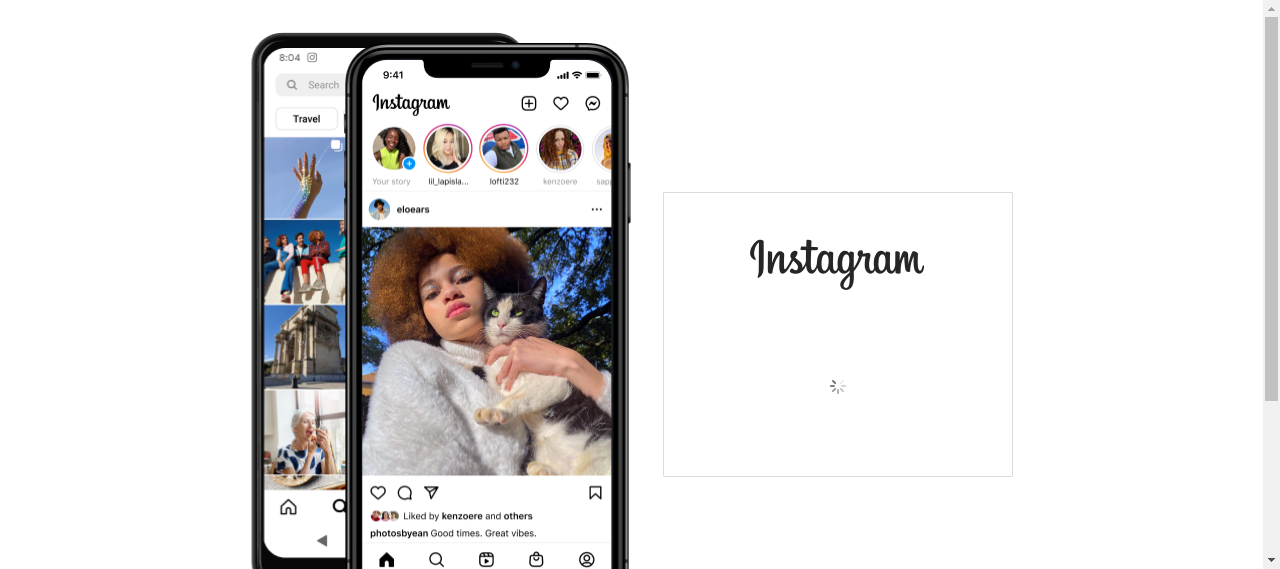 8:04
Search
Travel
9:41
Instagram
Your story
lil_lapisla...
lofti232
kenzoere
eloears
Liked by kenzoere and others
photosbyean Good times. Great vibes.
Instagram